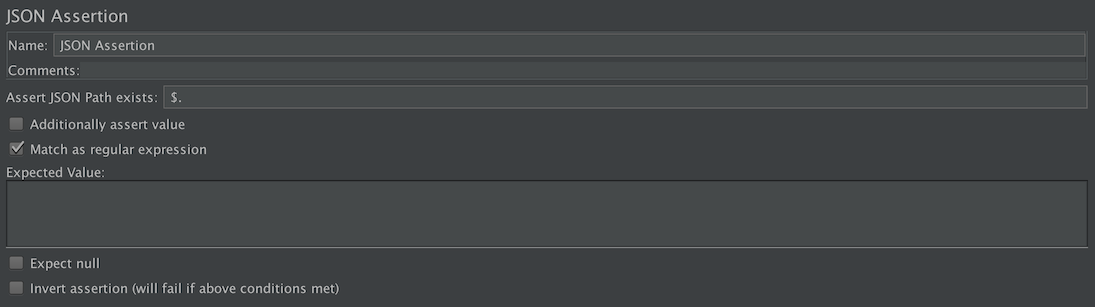 JSON Assertion
Name: JSON Assertion
Comments:
Assert JSON Path exists: $.
Additionally assert value
Match as regular expression
Expected Value:
Expect null
Invert assertion (will fail if above conditions met)